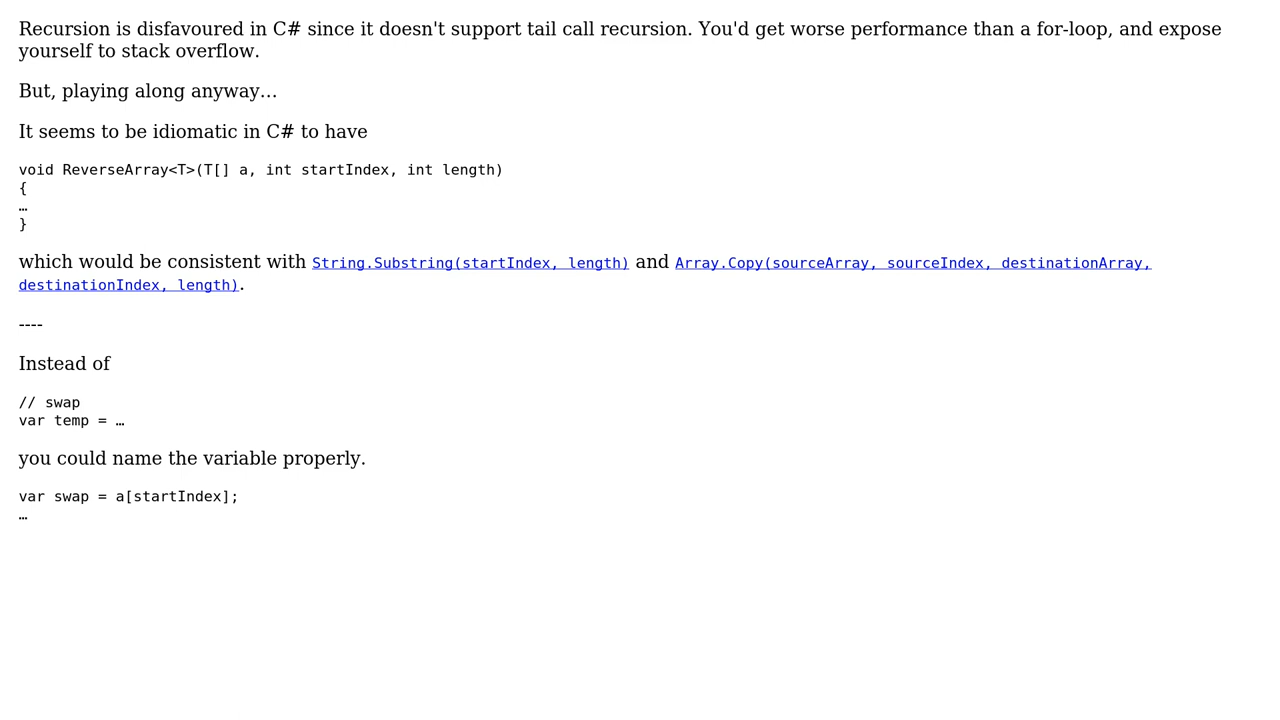 Recursion is disfavoured in C# since it doesn't support tail call recursion. You'd get worse performance than a for-loop, and expose
yourself to stack overflow.
But, playing along anyway…
It seems to be idiomatic in C# to have
void ReverseArray<T>(T[] a, int startIndex, int length)
{
…
}
which would be consistent with String.Substring(startIndex, length) and Array.Copy(sourceArray, sourceIndex, destinationArray,
destinationIndex, length).
----
Instead of
// swap
var temp = …
you could name the variable properly.
var swap = a[startIndex];
…